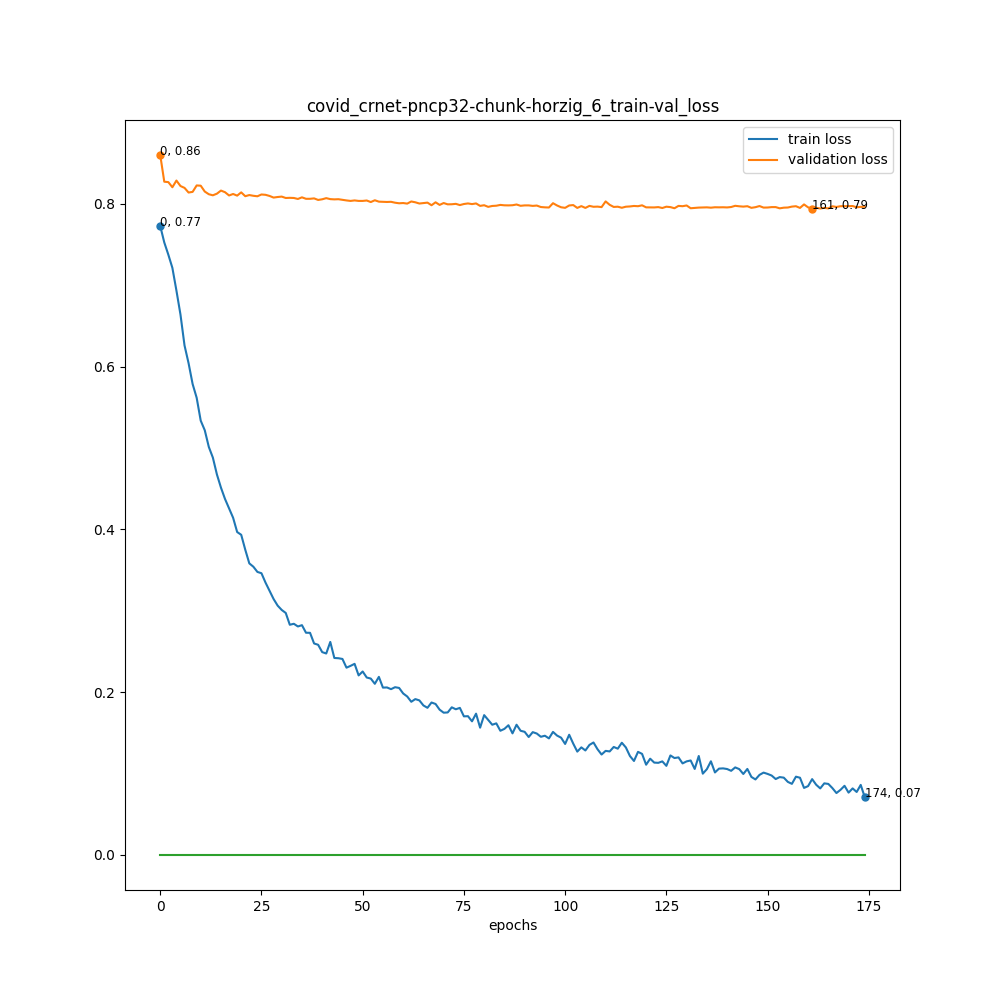 covid_crnet-pncp32-chunk-horzig_6_train-val_loss
train loss
validation loss
0, 0.86
0.8
161, 0.79
0, 0.77
0.6
0.4
0.2
174, 0.07
0.0
0 25 50 75 100 125 150 175
epochs